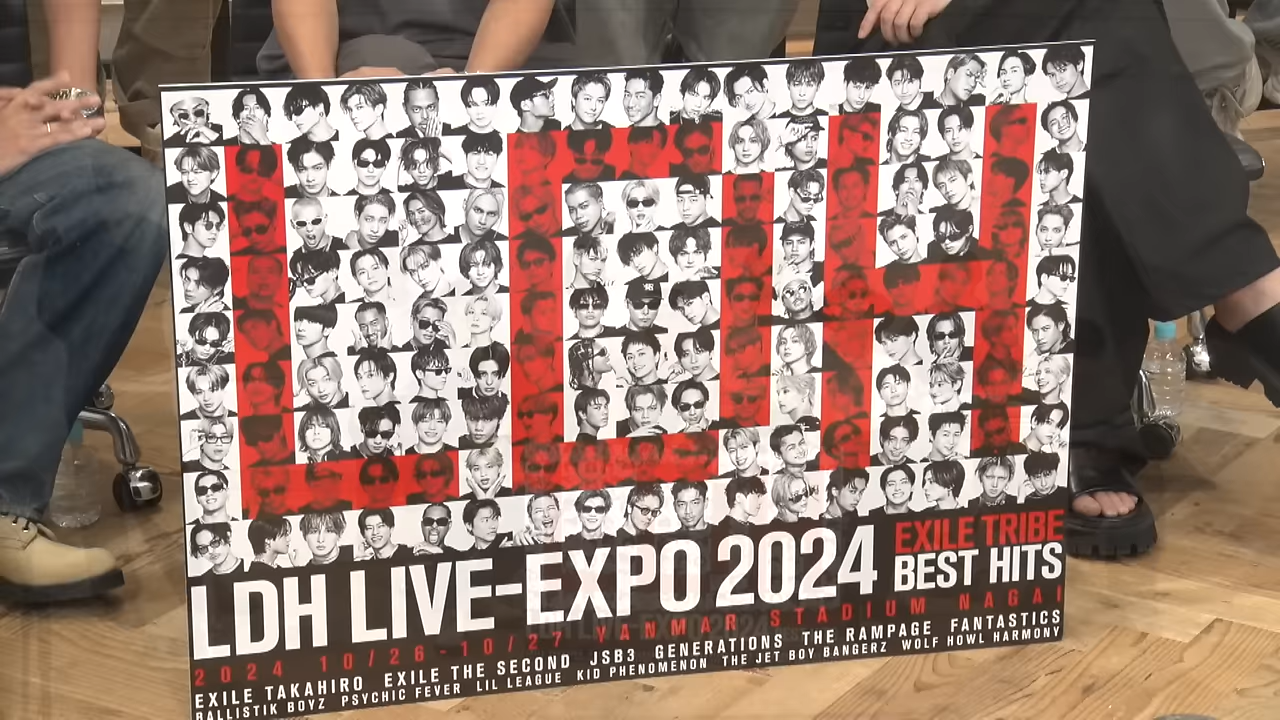 LDH
LDH LIVE-EXPO 2024 EXILE TRIBE BEST HITS
2024 10/26-10/27 YANMAR STADIUM NAGAI
EXILE TAKAHIRO EXILE THE SECOND JSB3 GENERATIONS THE RAMPAGE FANTASTICS
BALLISTIK BOYZ PSYCHIC FEVER LIL LEAGUE KID PHENOMENON THE JET BOY BANGERZ WOLF HOWL HARMONY